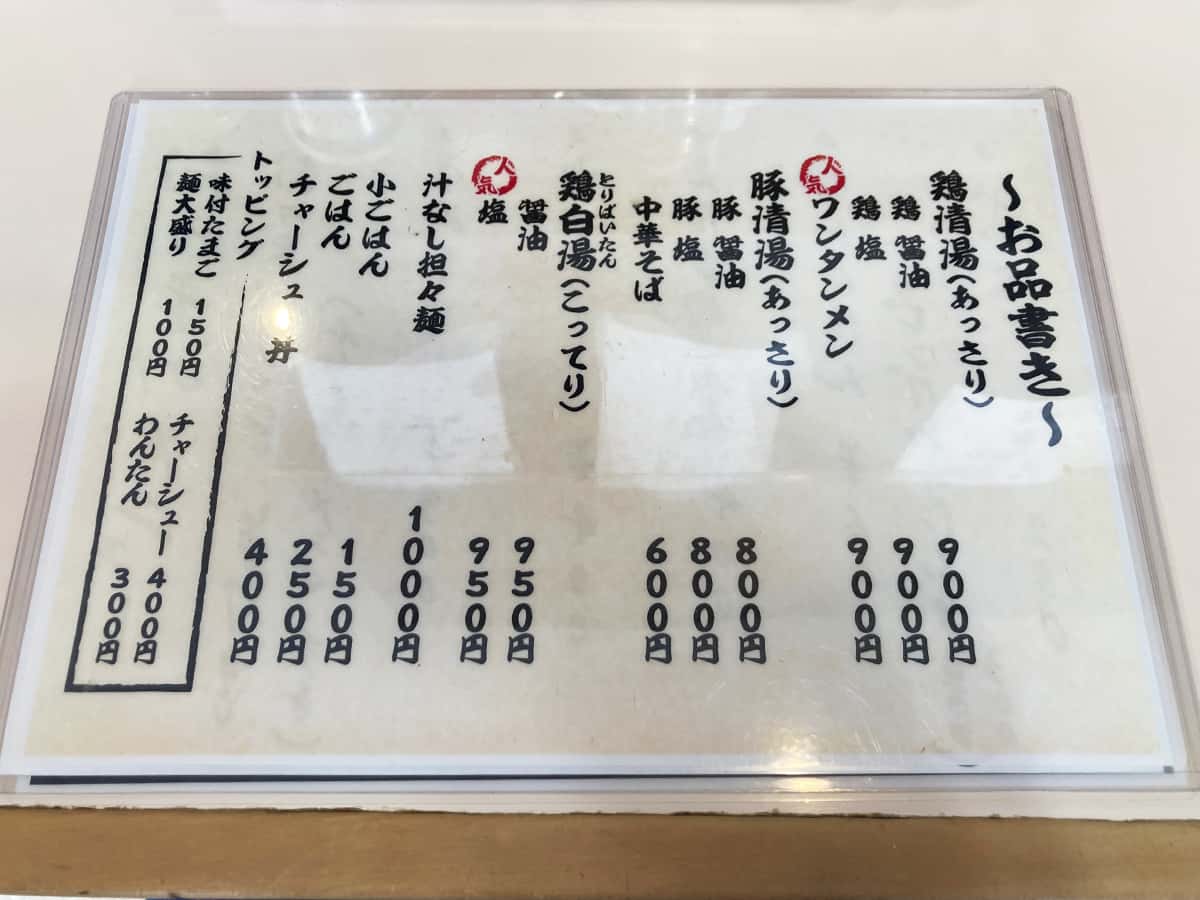 〜お品書き〜
鶏清湯(あっさり)
鶏 醤油 900円
鶏 塩 900円
人気
ワンタンメン 900円
豚清湯(あっさり)
豚 醤油 800円
豚 塩 800円
中華そば 600円
とりぱいたん
鶏白湯(こってり)
醤油 950円
人気
塩 950円
汁なし担々麺 1000円
小ごはん 150円
ごはん 250円
チャーシュー丼 400円
トッピング
味付たまご 150円
麺大盛り 100円
チャーシュー 400円
わんたん 300円